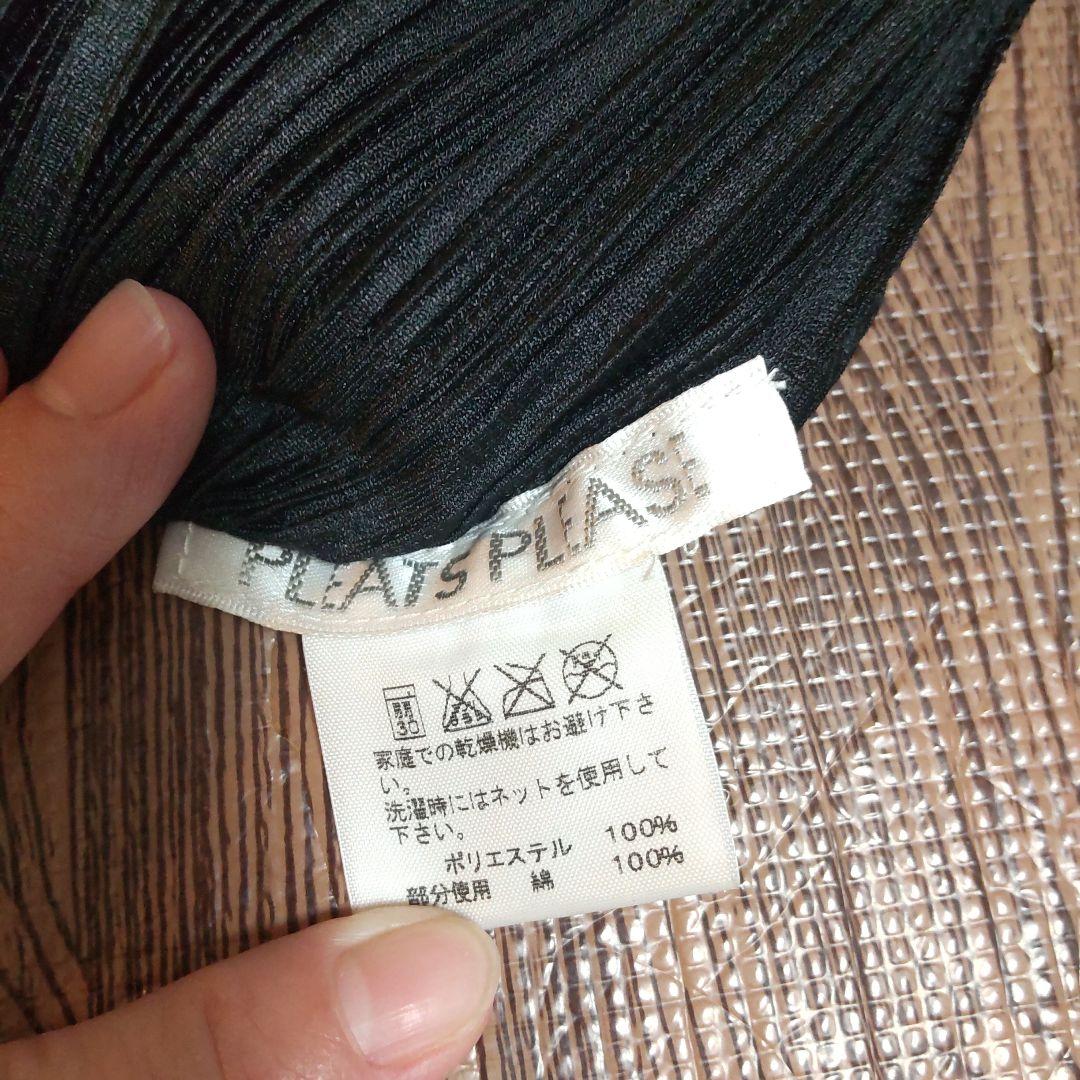 PLEATS PLEASE
弱
30
家庭での乾燥機はお避け下さ
い。
洗濯時にはネットを使用して
下さい。
ポリエステル 100%
部分使用 綿 100%